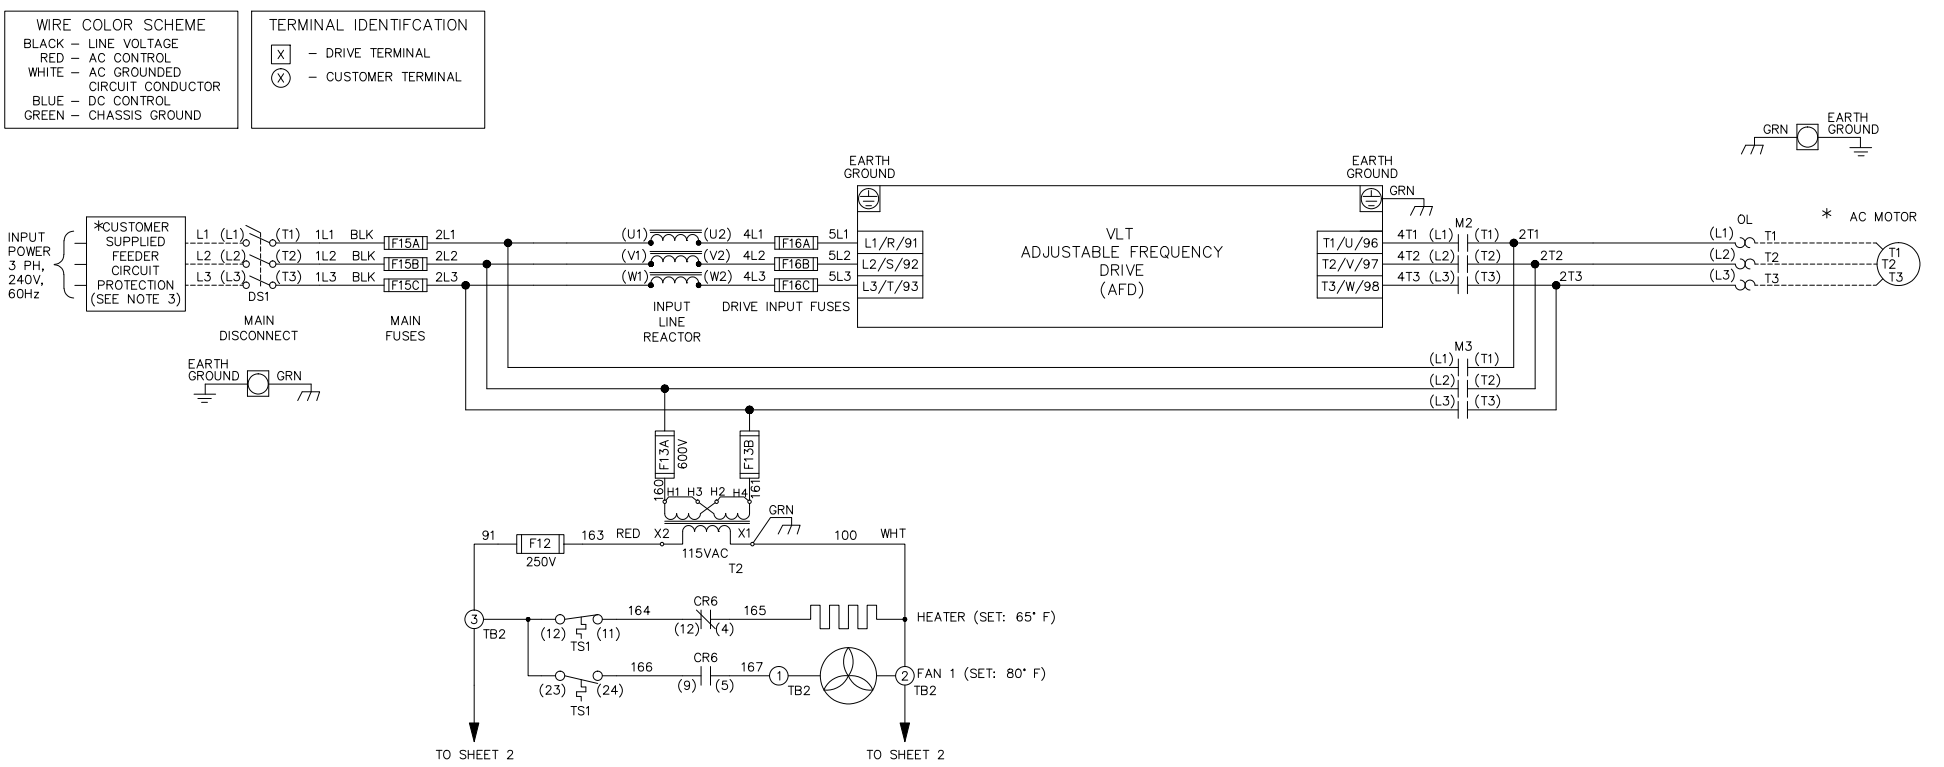 WIRE COLOR SCHEME
BLACK – LINE VOLTAGE
RED – AC CONTROL
WHITE – AC GROUNDED
CIRCUIT CONDUCTOR
BLUE – DC CONTROL
GREEN – CHASSIS GROUND
TERMINAL IDENTIFCATION
X – DRIVE TERMINAL
X – CUSTOMER TERMINAL
INPUT
POWER
3 PH,
240V,
60Hz
*CUSTOMER
SUPPLIED
FEEDER
CIRCUIT
PROTECTION
(SEE NOTE 3)
L1 (L1) (T1) 1L1 BLK F15A 2L1
L2 (L2) (T2) 1L2 BLK F15B 2L2
L3 (L3) (T3) 1L3 BLK F15C 2L3
DS1
MAIN
DISCONNECT
MAIN
FUSES
EARTH
GROUND
GRN
(U1) (U2) 4L1 F16A 5L1
(V1) (V2) 4L2 F16B 5L2
(W1) (W2) 4L3 F16C 5L3
INPUT
LINE
REACTOR
DRIVE INPUT FUSES
EARTH
GROUND
L1/R/91
L2/S/92
L3/T/93
VLT
ADJUSTABLE FREQUENCY
DRIVE
(AFD)
EARTH
GROUND
GRN
T1/U/96
T2/V/97
T3/W/98
M2
4T1 (L1) (T1) 2T1
4T2 (L2) (T2) 2T2
4T3 (L3) (T3) 2T3
M3
(L1) (T1)
(L2) (T2)
(L3) (T3)
GRN
EARTH
GROUND
OL
* AC MOTOR
(L1) T1
(L2) T2
(L3) T3
T1
T2
T3
F13A
600V
F13B
160
161
H1 H3 H2 H4
GRN
91 F12 163 RED X2 X1 100 WHT
250V
115VAC
T2
3
TB2
164 CR6 165
(12) (11) (12) (4)
TS1
HEATER (SET: 65° F)
166 CR6 167 1
(23) (24) (9) (5) TB2
TS1
2
TB2
FAN 1 (SET: 80° F)
TO SHEET 2
TO SHEET 2